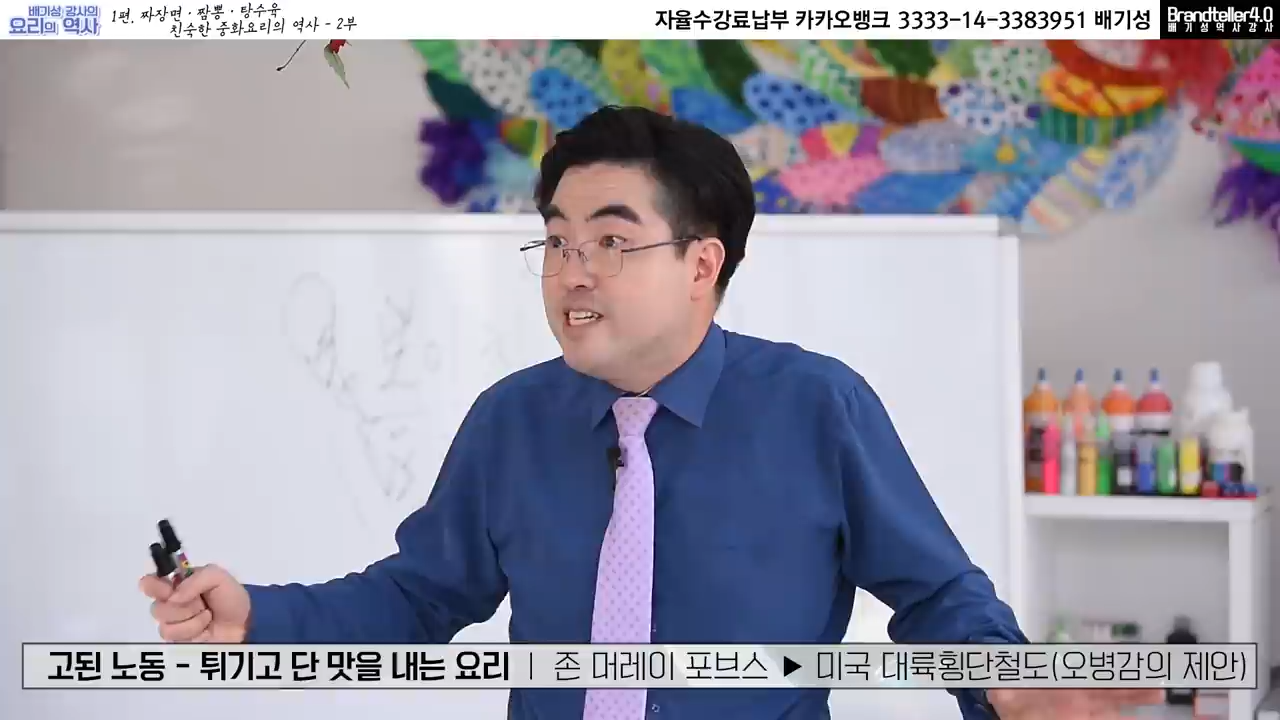 배기성 강사의
요리의 역사
1편. 짜장면·짬뽕·탕수육
친숙한 중화요리의 역사 - 2부
자율수강료납부 카카오뱅크 3333-14-3383951 배기성
Brandteller4.0
배기성역사강사
고된 노동 - 튀기고 단 맛을 내는 요리 | 존 머레이 포브스 ▶ 미국 대륙횡단철도(오병감의 제안)